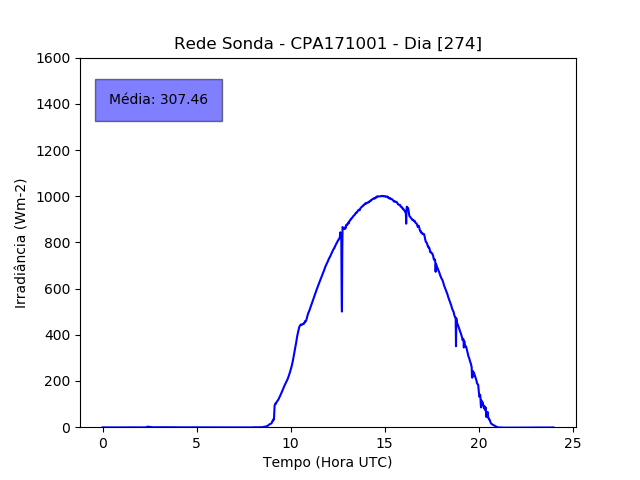 Rede Sonda - CPA171001 - Dia [274]
1600
1400
1200
1000
800
600
400
200
0
Média: 307.46
Irradiância (Wm-2)
0 5 10 15 20 25
Tempo (Hora UTC)